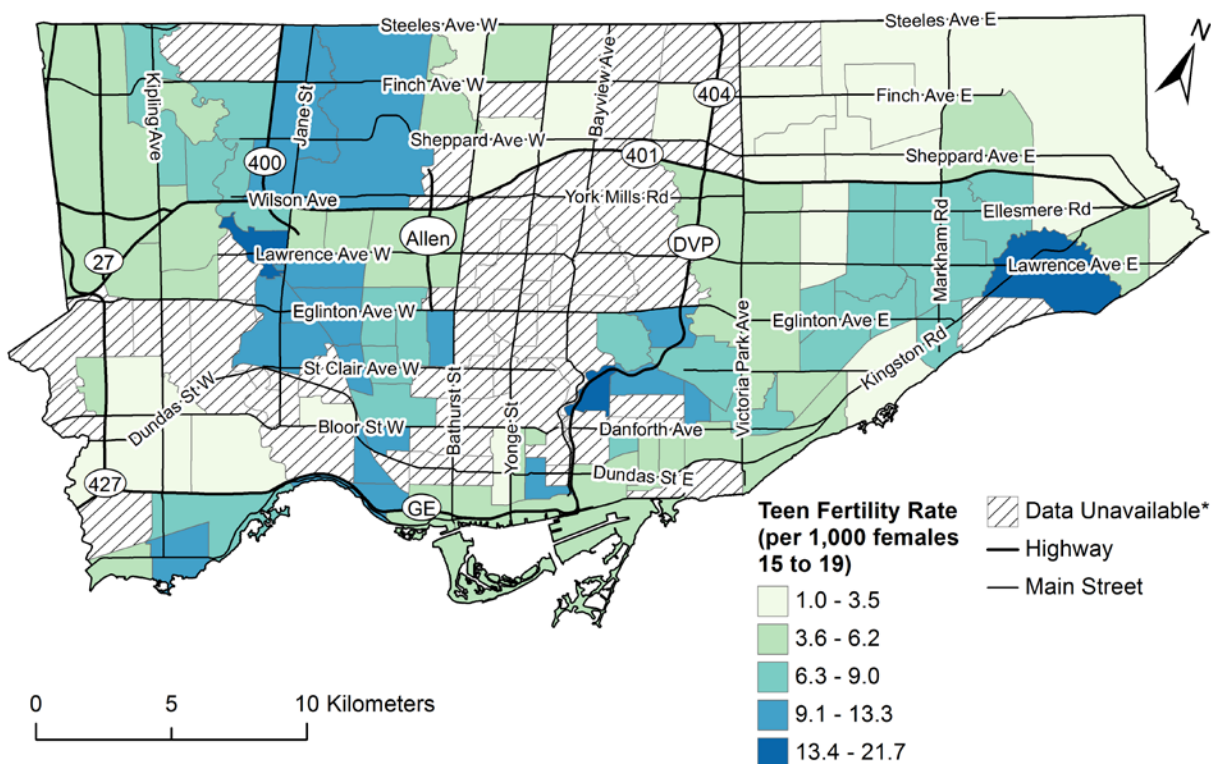 Steeles Ave W
Steeles Ave E
N
Kipling Ave
Jane St
Finch Ave W
Bayview Ave
404
Finch Ave E
400
Sheppard Ave W
401
Sheppard Ave E
Wilson Ave
York Mills Rd
Ellesmere Rd
27
Lawrence Ave W
Allen
DVP
Markham Rd
Lawrence Ave E
Eglinton Ave W
Victoria Park Ave
Eglinton Ave E
Kingston Rd
Dundas St W
St Clair Ave W
Bathurst St
Yonge St
Bloor St W
Danforth Ave
427
GE
Dundas St E
Teen Fertility Rate
(per 1,000 females
15 to 19)
1.0 - 3.5
3.6 - 6.2
6.3 - 9.0
9.1 - 13.3
13.4 - 21.7
Data Unavailable*
Highway
Main Street
0 5 10 Kilometers